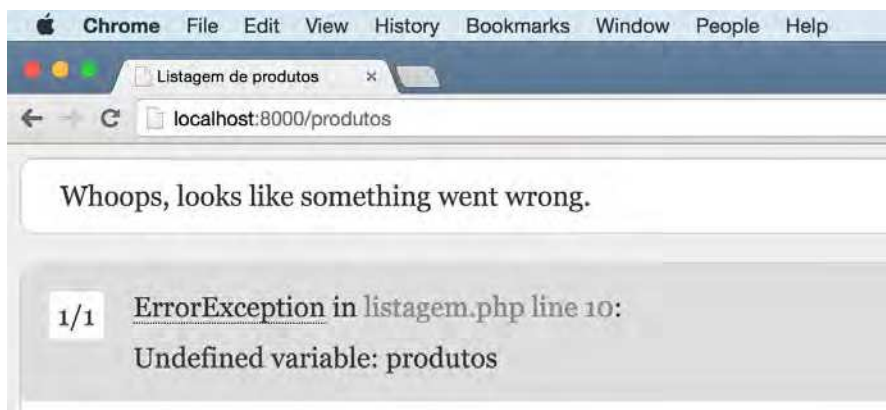 Chrome File Edit View History Bookmarks Window People Help
Listagem de produtos ×
localhost:8000/produtos
Whoops, looks like something went wrong.
1/1 ErrorException in listagem.php line 10:
Undefined variable: produtos